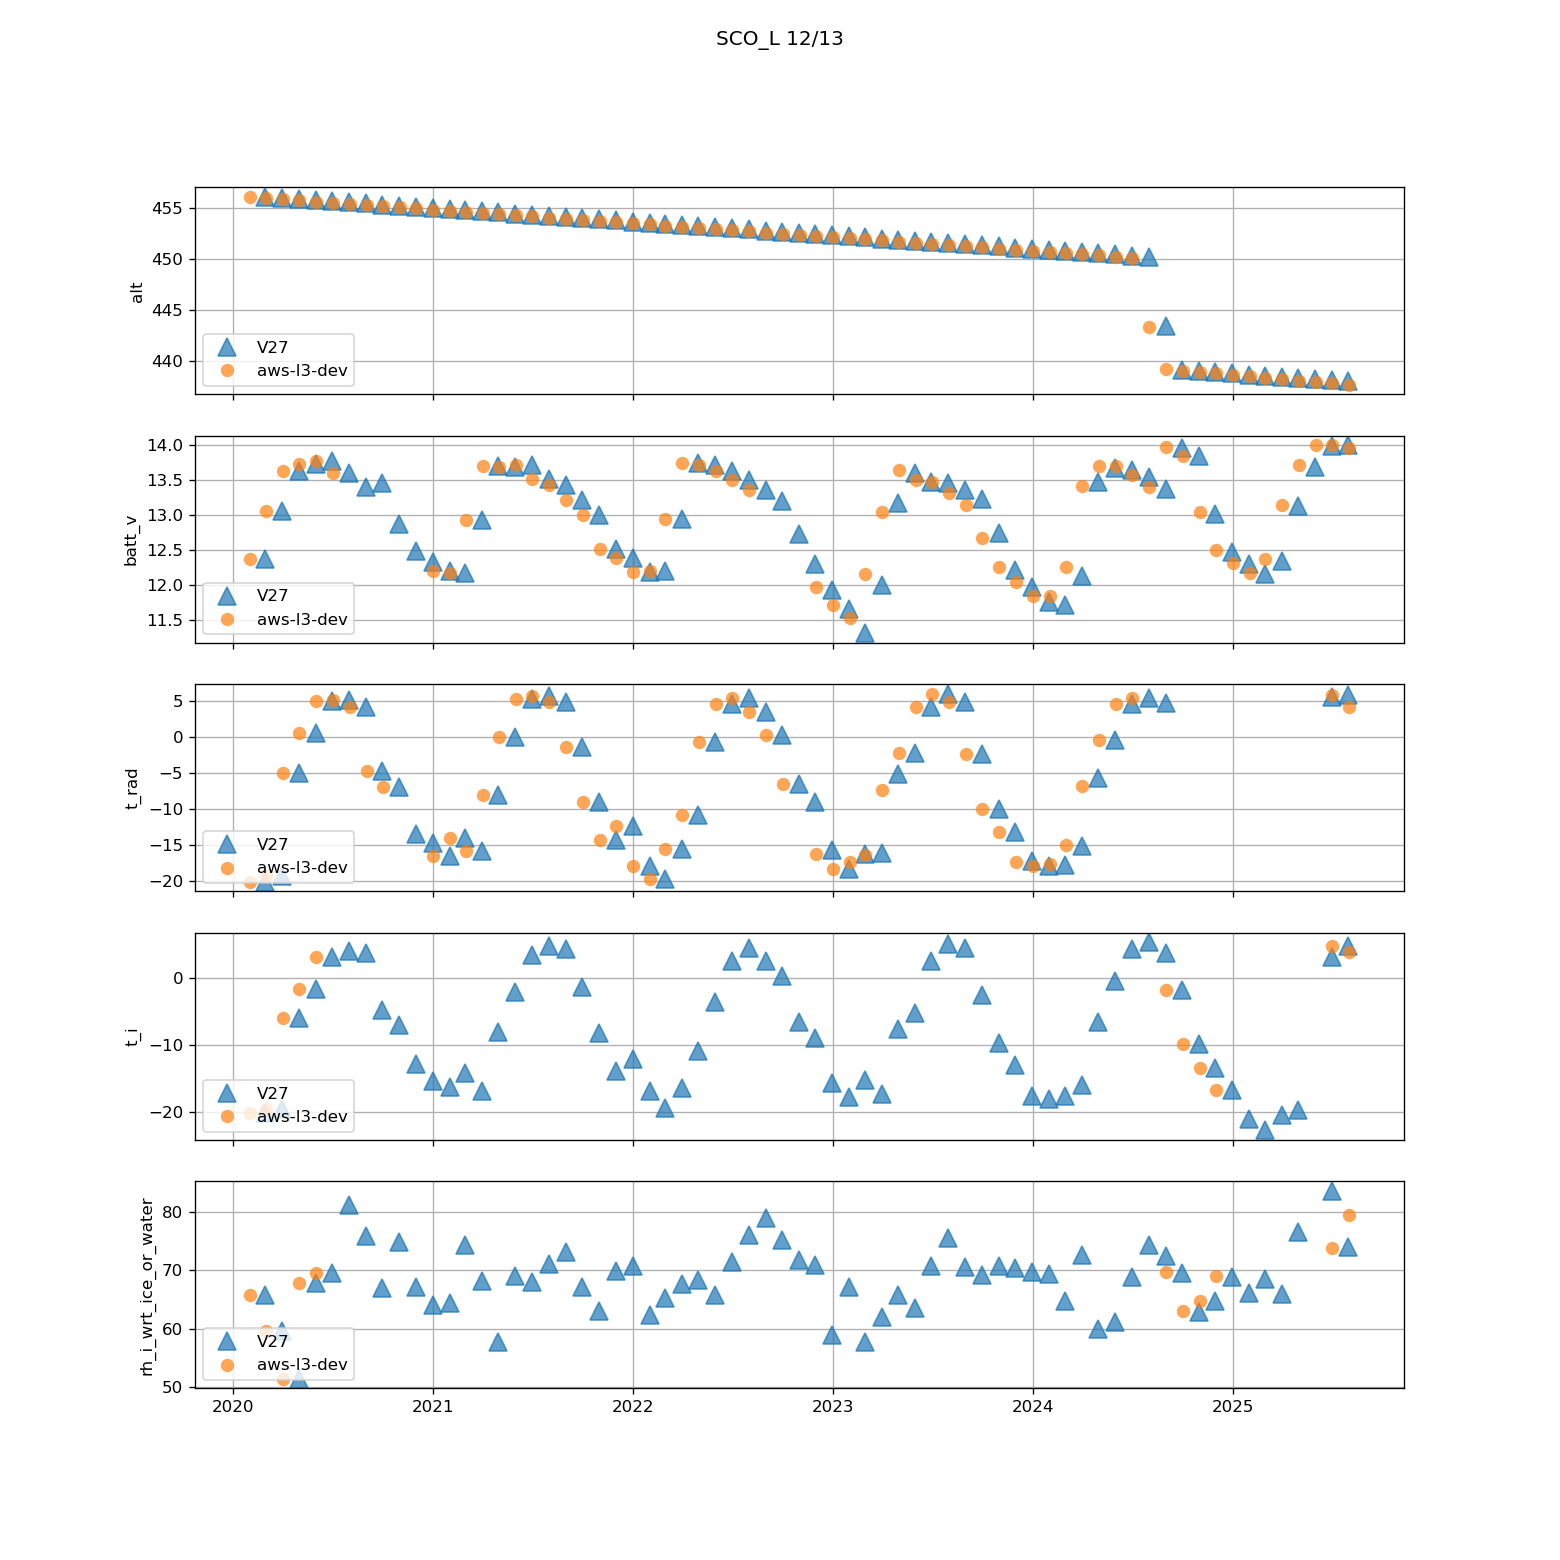 SCO_L 12/13
alt
455
450
445
440
V27
aws-l3-dev
batt_v
14.0
13.5
13.0
12.5
12.0
11.5
V27
aws-l3-dev
t_rad
5
0
−5
−10
−15
−20
V27
aws-l3-dev
t_i
0
−10
−20
V27
aws-l3-dev
rh_i_wrt_ice_or_water
80
70
60
50
V27
aws-l3-dev
2020 2021 2022 2023 2024 2025